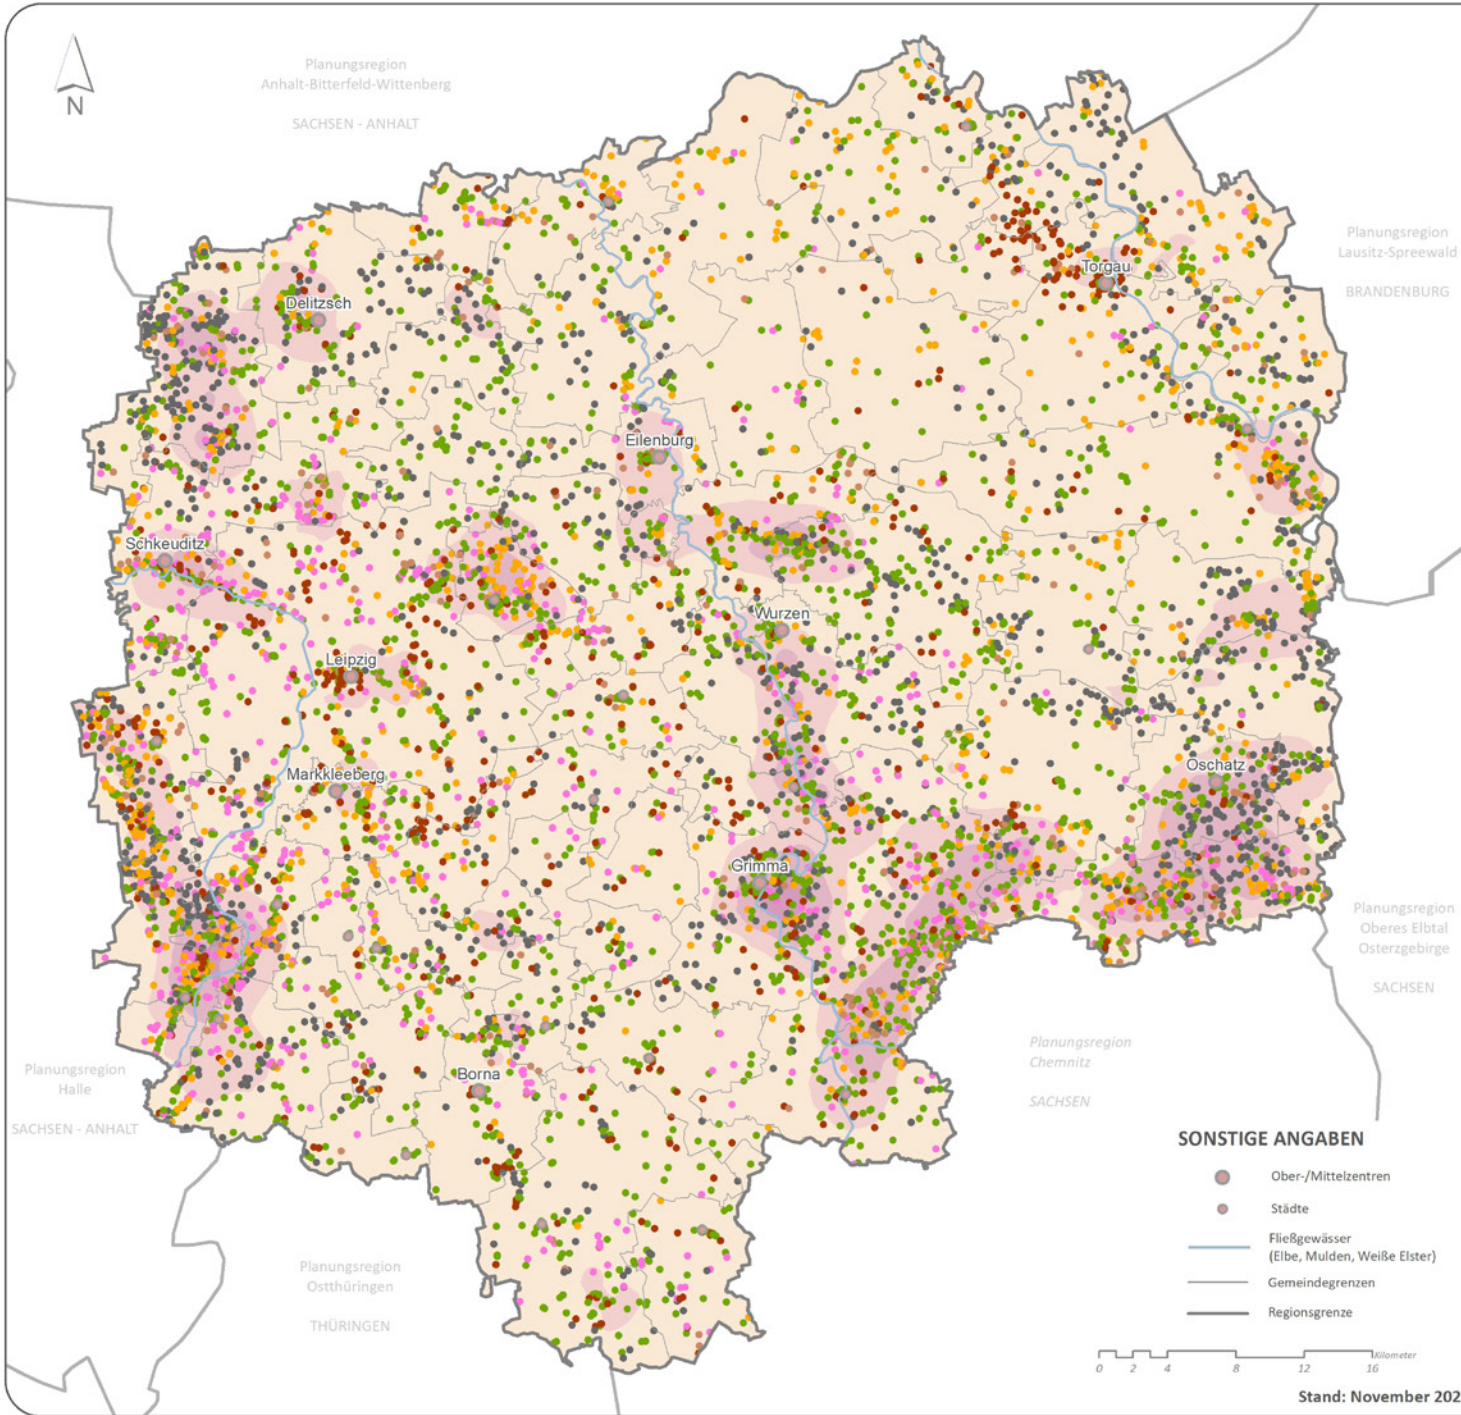 Planungsregion
Anhalt-Bitterfeld-Wittenberg
SACHSEN - ANHALT
N
Planungsregion
Lausitz-Spreewald
BRANDENBURG
Torgau
Delitzsch
Eilenburg
Schkeuditz
Wurzen
Leipzig
Markkleeberg
Oschatz
Grimma
Planungsregion
Oberes Elbtal
Osterzgebirge
SACHSEN
Planungsregion
Chemnitz
SACHSEN
Planungsregion
Halle
SACHSEN - ANHALT
Borna
Planungsregion
Ostthüringen
THÜRINGEN
SONSTIGE ANGABEN
Ober-/Mittelzentren
Städte
Fließgewässer
(Elbe, Mulden, Weiße Elster)
Gemeindegrenzen
Regionsgrenze
Kilometer
0 2 4 8 12 16
Stand: November 202